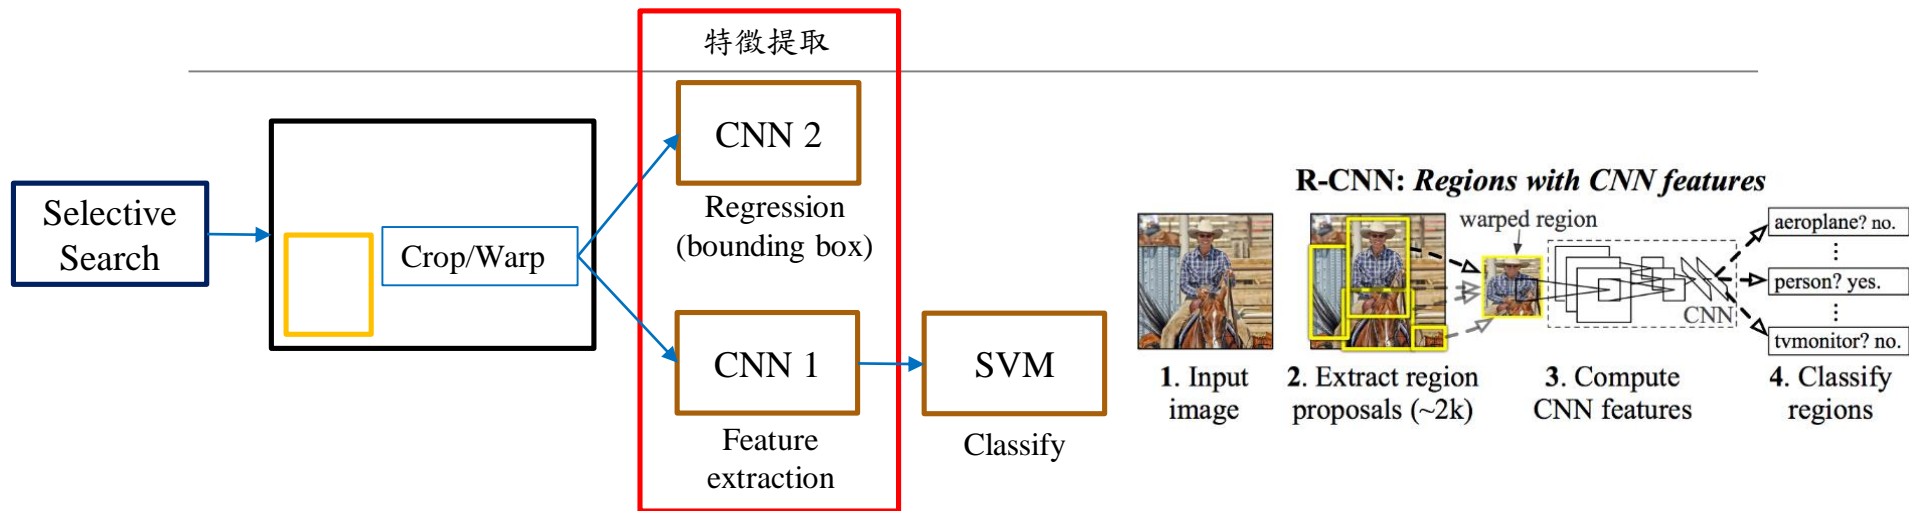 特徵提取
Selective
Search
Crop/Warp
CNN 2
Regression
(bounding box)
CNN 1
Feature
extraction
SVM
Classify
R-CNN: Regions with CNN features
warped region
aeroplane? no.
person? yes.
CNN
tvmonitor? no.
1. Input
image
2. Extract region
proposals (~2k)
3. Compute
CNN features
4. Classify
regions